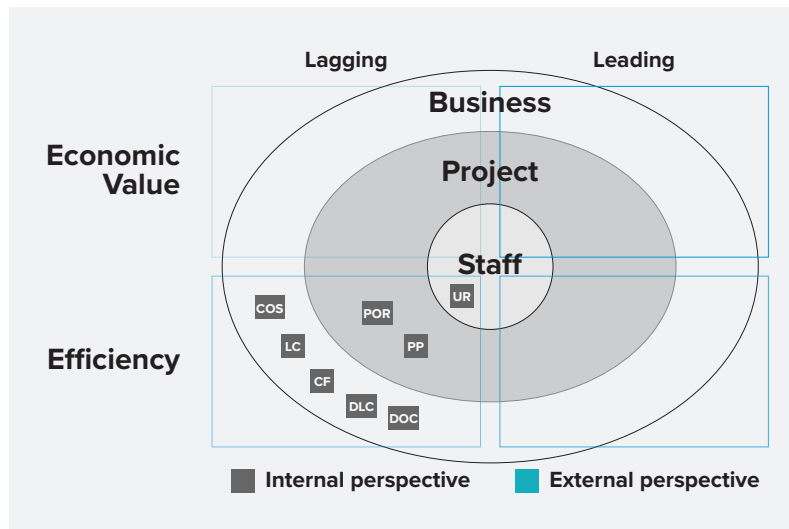 Lagging
Leading
Business
Economic
Value
Project
Staff
UR
COS
POR
LC
PP
Efficiency
CF
DLC
DOC
Internal perspective
External perspective